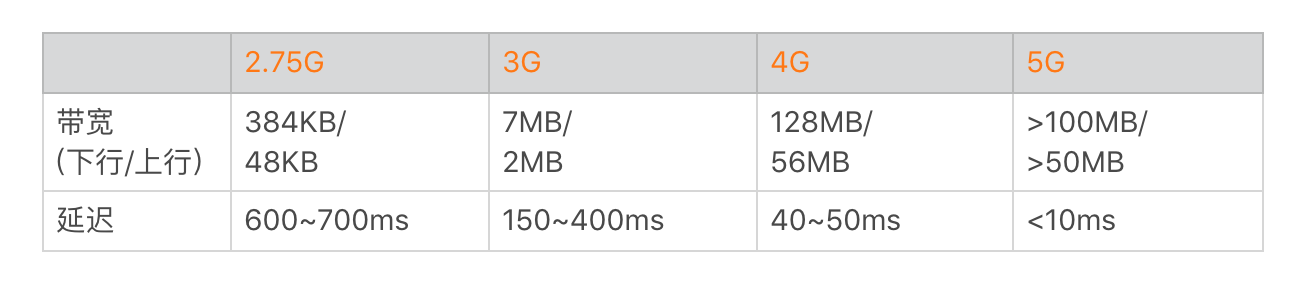 2.75G 3G 4G 5G
带宽 384KB/ 7MB/ 128MB/ >100MB/
(下行/上行) 48KB 2MB 56MB >50MB
延迟 600~700ms 150~400ms 40~50ms <10ms